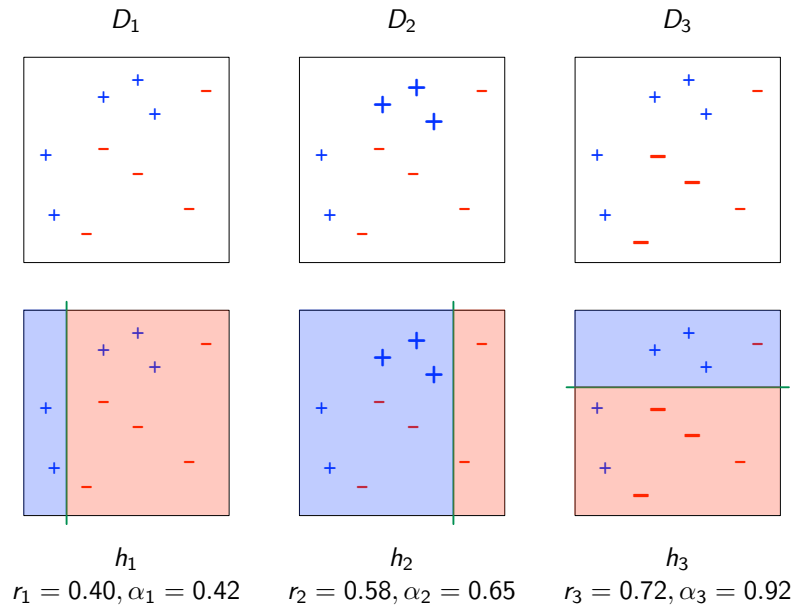 D₁ D₂ D₃
h₁ h₂ h₃
r₁ = 0.40, α₁ = 0.42 r₂ = 0.58, α₂ = 0.65 r₃ = 0.72, α₃ = 0.92